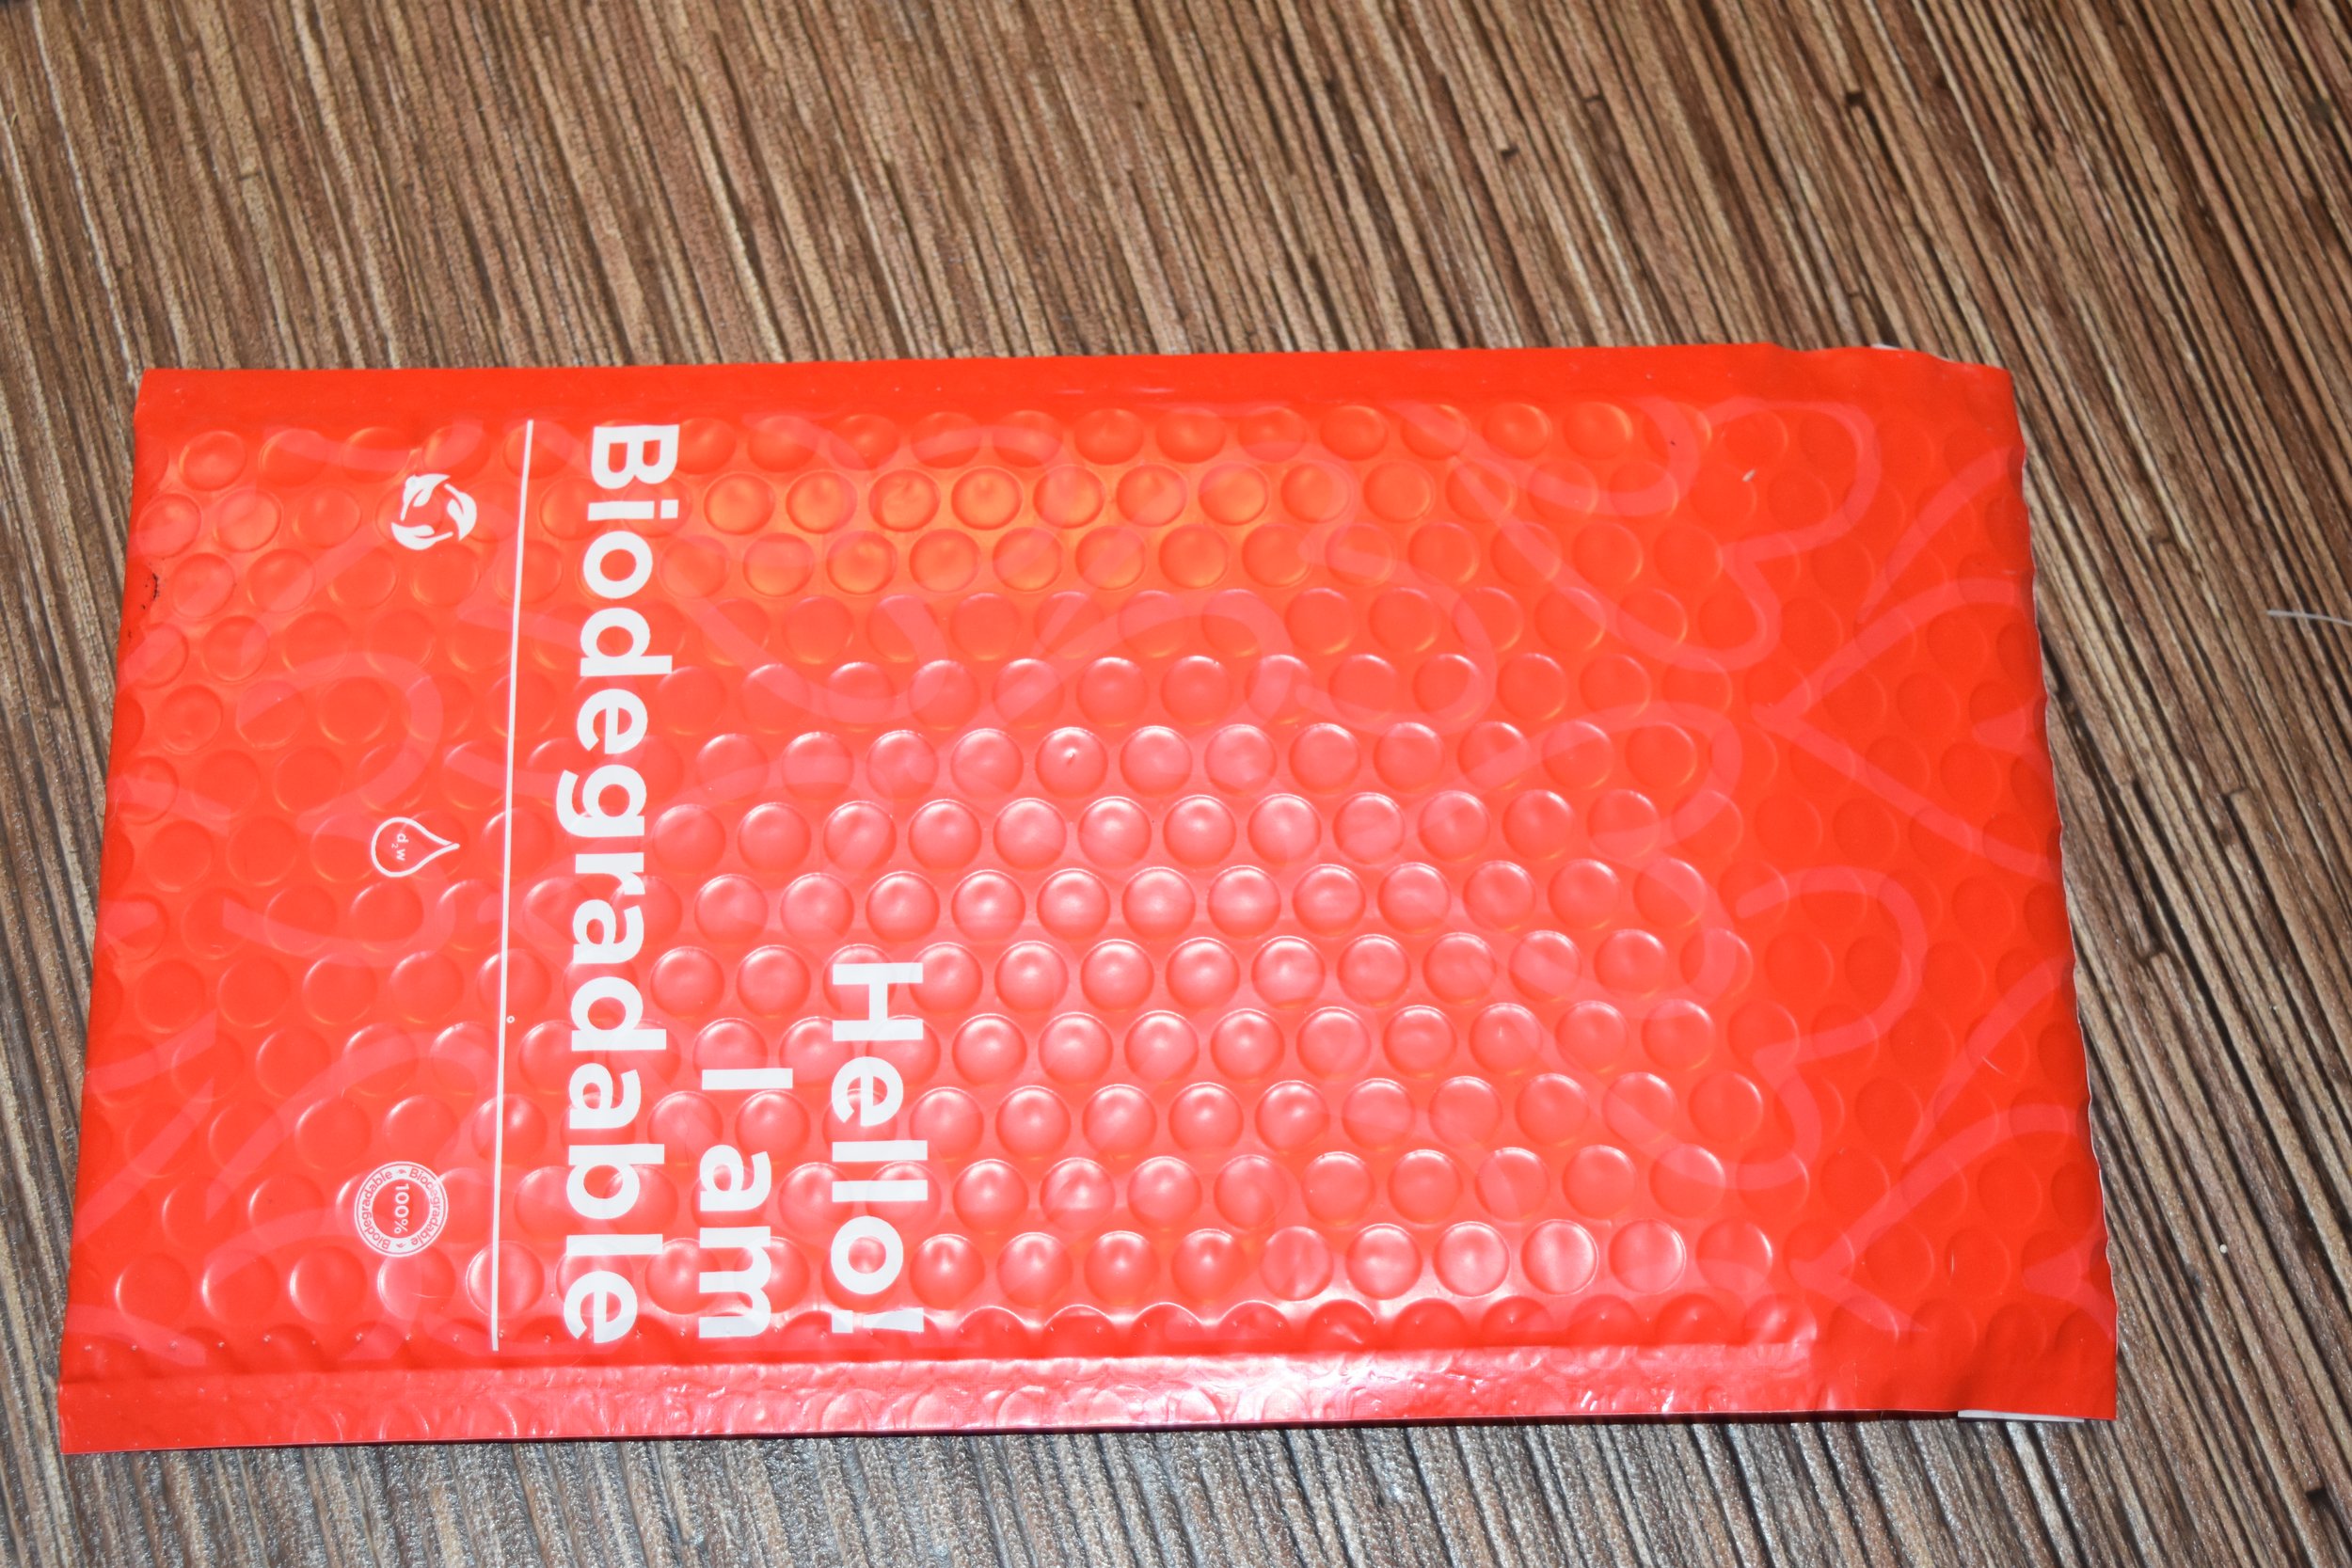 Hello!
I am
Biodegradable
d₂w
Biodegradable
100%
Biodegradable